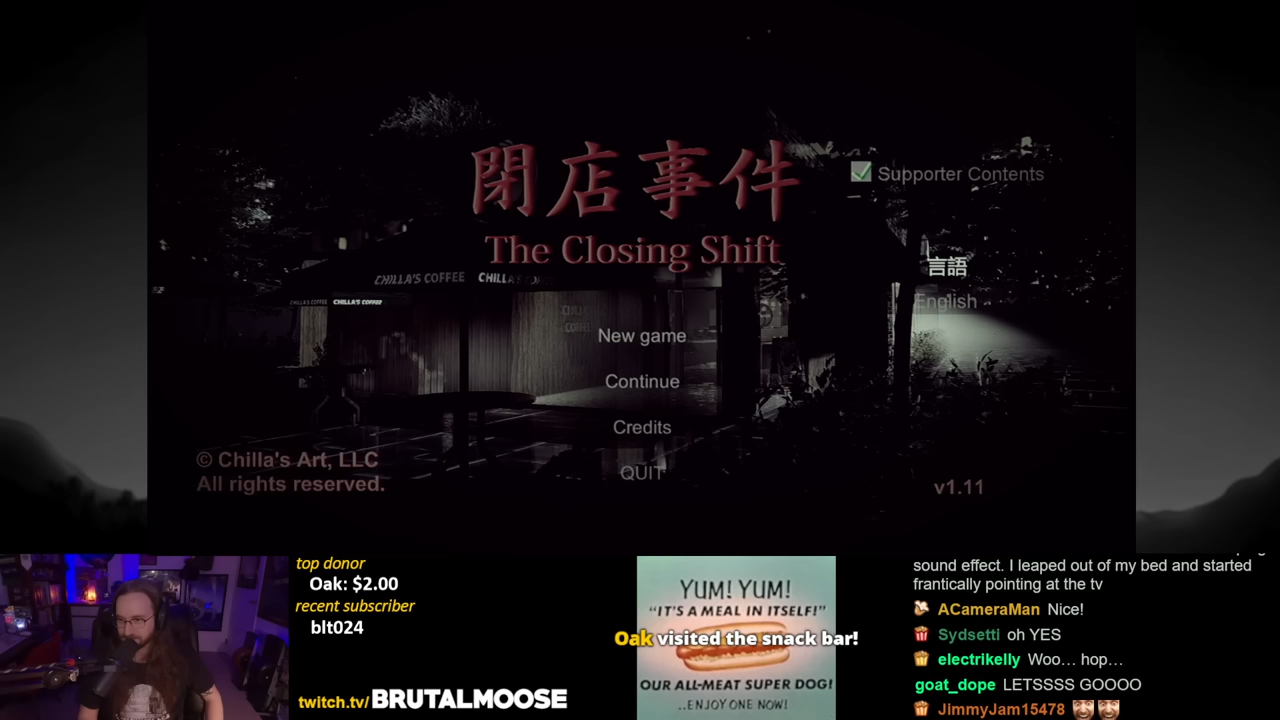 閉店事件
The Closing Shift
Supporter Contents
言語
English
CHILLA'S COFFEE
CHILLA'S COFFEE
CHILLA'S COFFEE
New game
Continue
Credits
QUIT
© Chilla's Art, LLC
All rights reserved.
v1.11
top donor
Oak: $2.00
recent subscriber
blt024
twitch.tv/BRUTALMOOSE
YUM! YUM!
"IT'S A MEAL IN ITSELF!"
Oak visited the snack bar!
OUR ALL-MEAT SUPER DOG!
..ENJOY ONE NOW!
sound effect. I leaped out of my bed and started
frantically pointing at the tv
ACameraMan Nice!
Sydsetti oh YES
electrikelly Woo… hop…
goat_dope LETSSSS GOOOO
JimmyJam15478